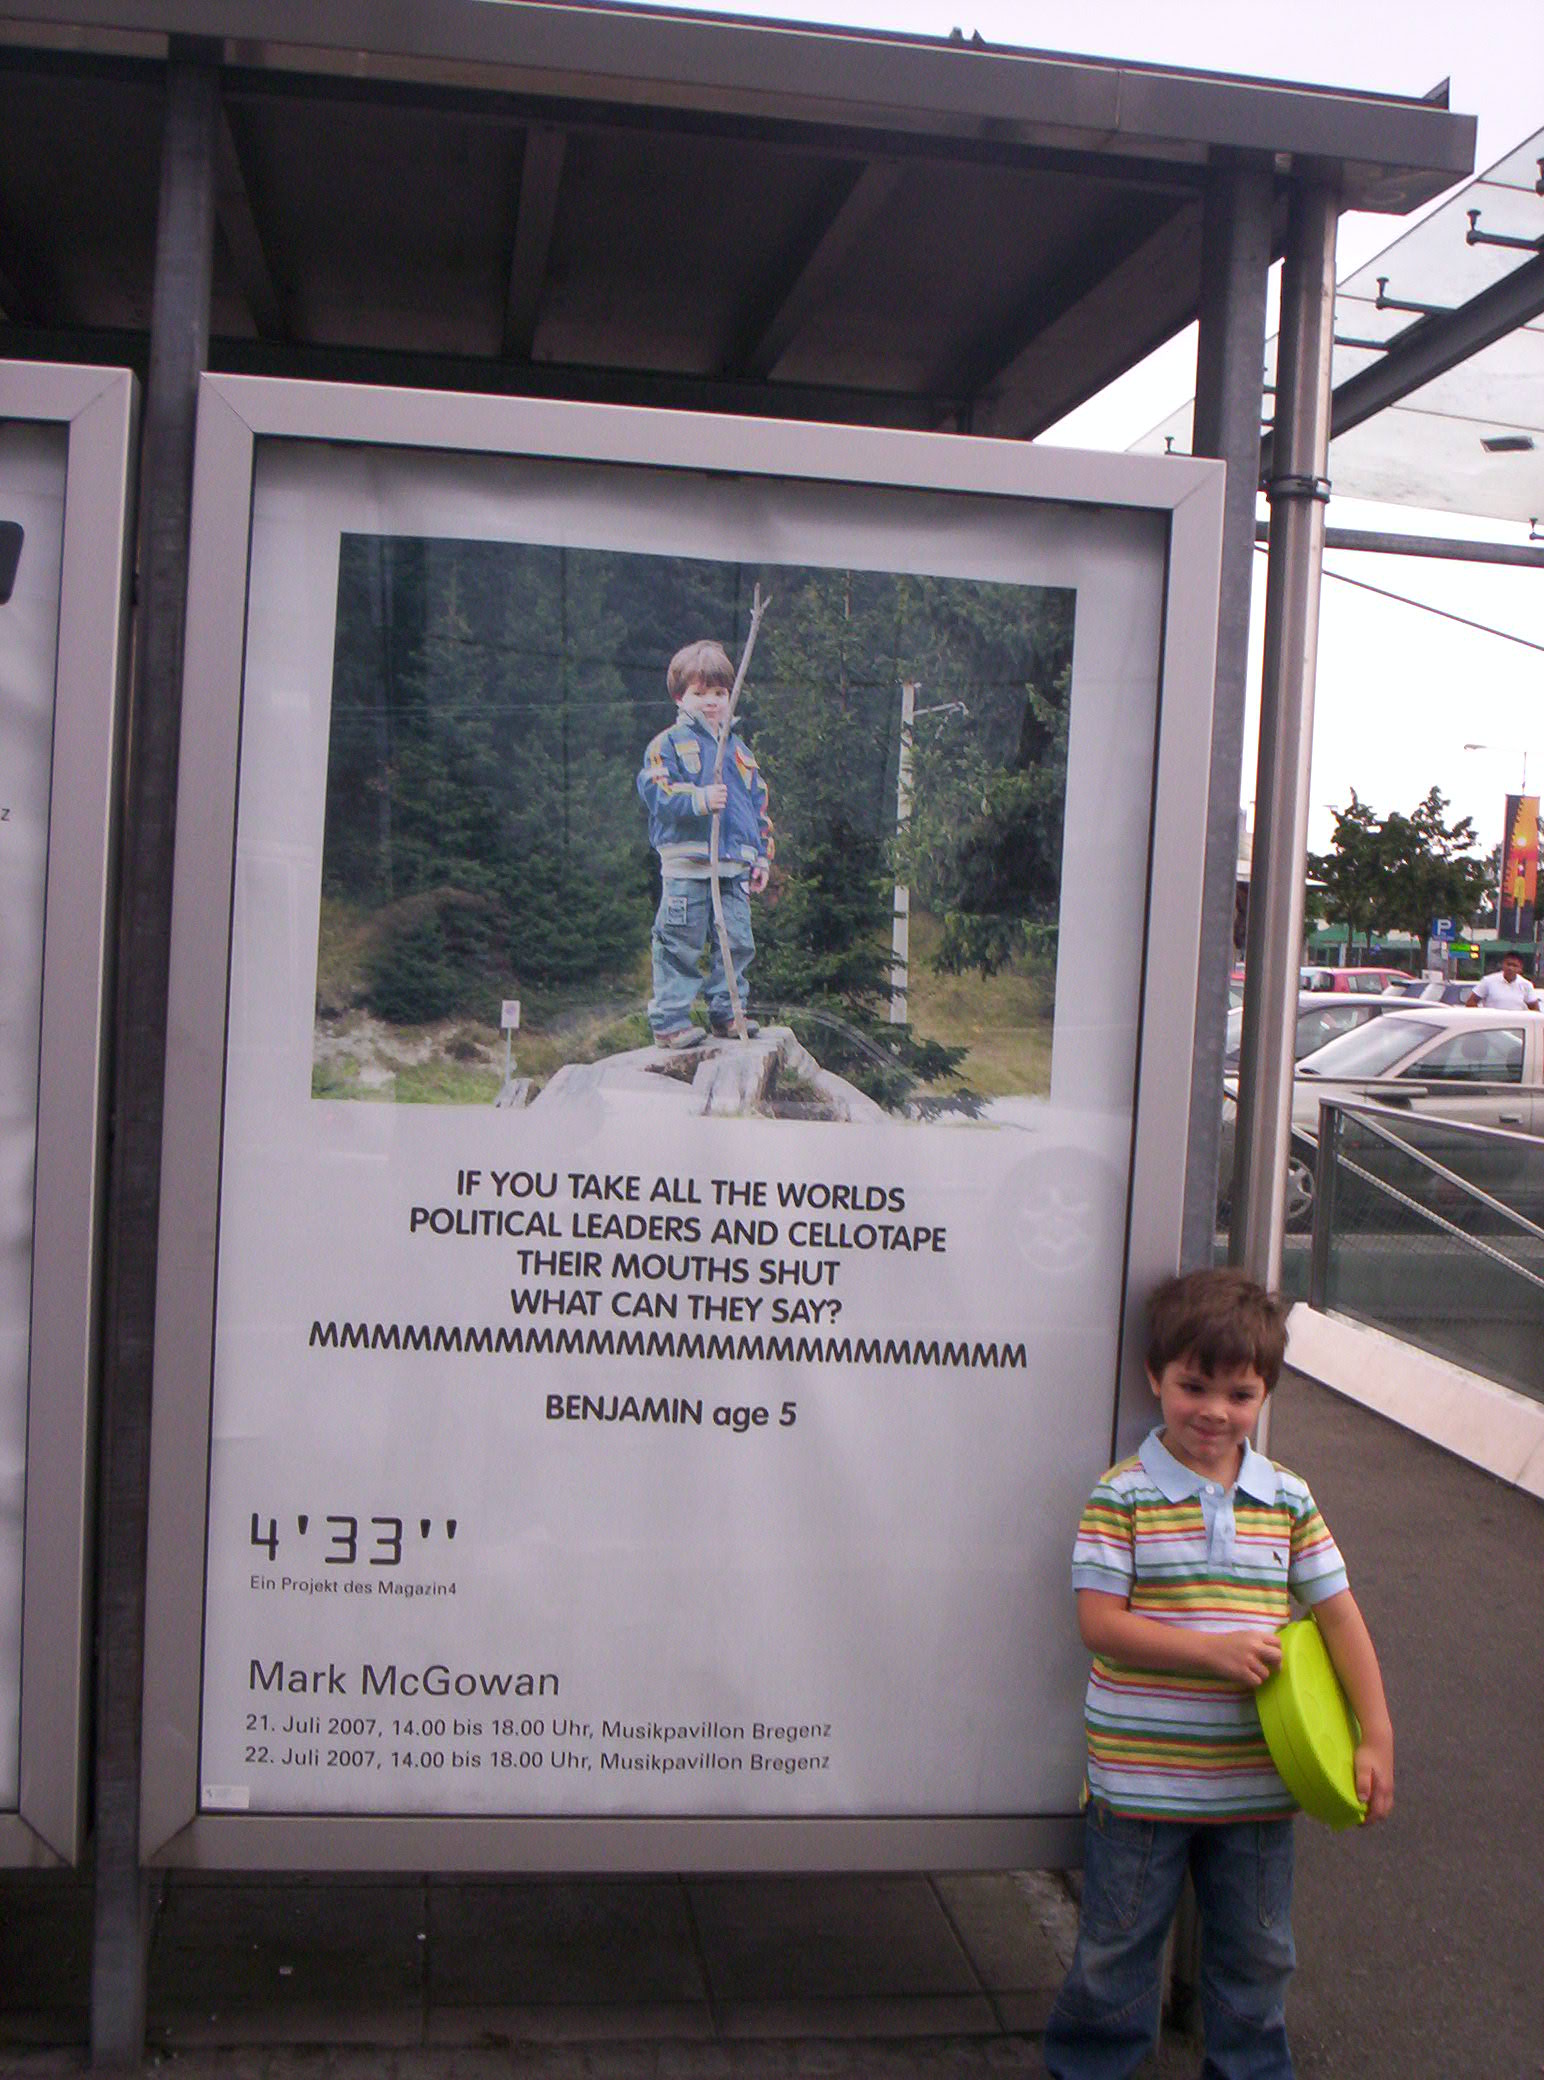 IF YOU TAKE ALL THE WORLDS
POLITICAL LEADERS AND CELLOTAPE
THEIR MOUTHS SHUT
WHAT CAN THEY SAY?
MMMMMMMMMMMMMMMMMMMMMMMM
BENJAMIN age 5
4'33''
Ein Projekt des Magazin4
Mark McGowan
21. Juli 2007, 14.00 bis 18.00 Uhr, Musikpavillon Bregenz
22. Juli 2007, 14.00 bis 18.00 Uhr, Musikpavillon Bregenz
z
P